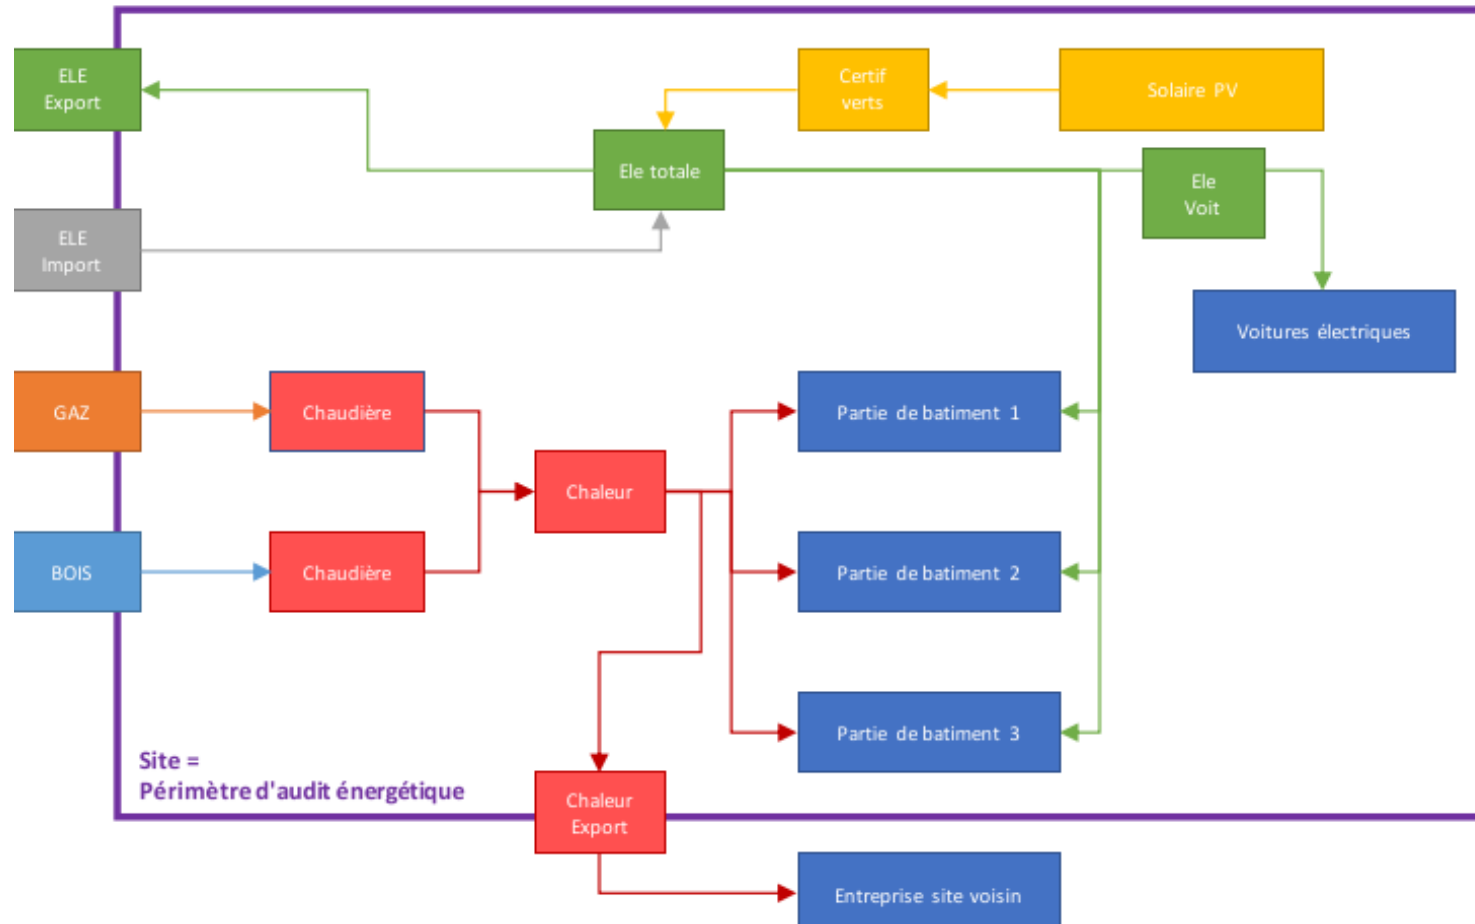 ELE
Export
Certif
verts
Solaire PV
Ele totale
Ele
Voit
ELE
Import
Voitures électriques
GAZ
Chaudière
Partie de batiment 1
Chaleur
BOIS
Chaudière
Partie de batiment 2
Partie de batiment 3
Site =
Périmètre d'audit énergétique
Chaleur
Export
Entreprise site voisin